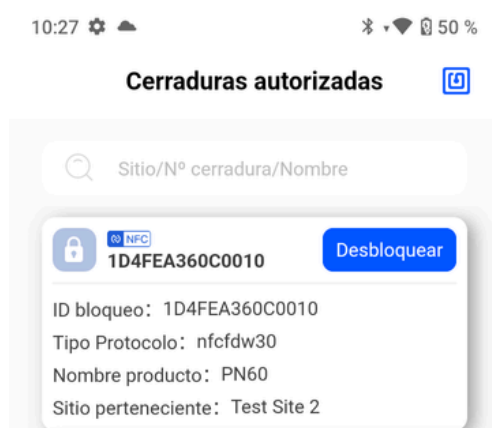 10:27 50 %
Cerraduras autorizadas
Sitio/Nº cerradura/Nombre
NFC
1D4FEA360C0010
Desbloquear
ID bloqueo: 1D4FEA360C0010
Tipo Protocolo: nfcfdw30
Nombre producto: PN60
Sitio perteneciente: Test Site 2